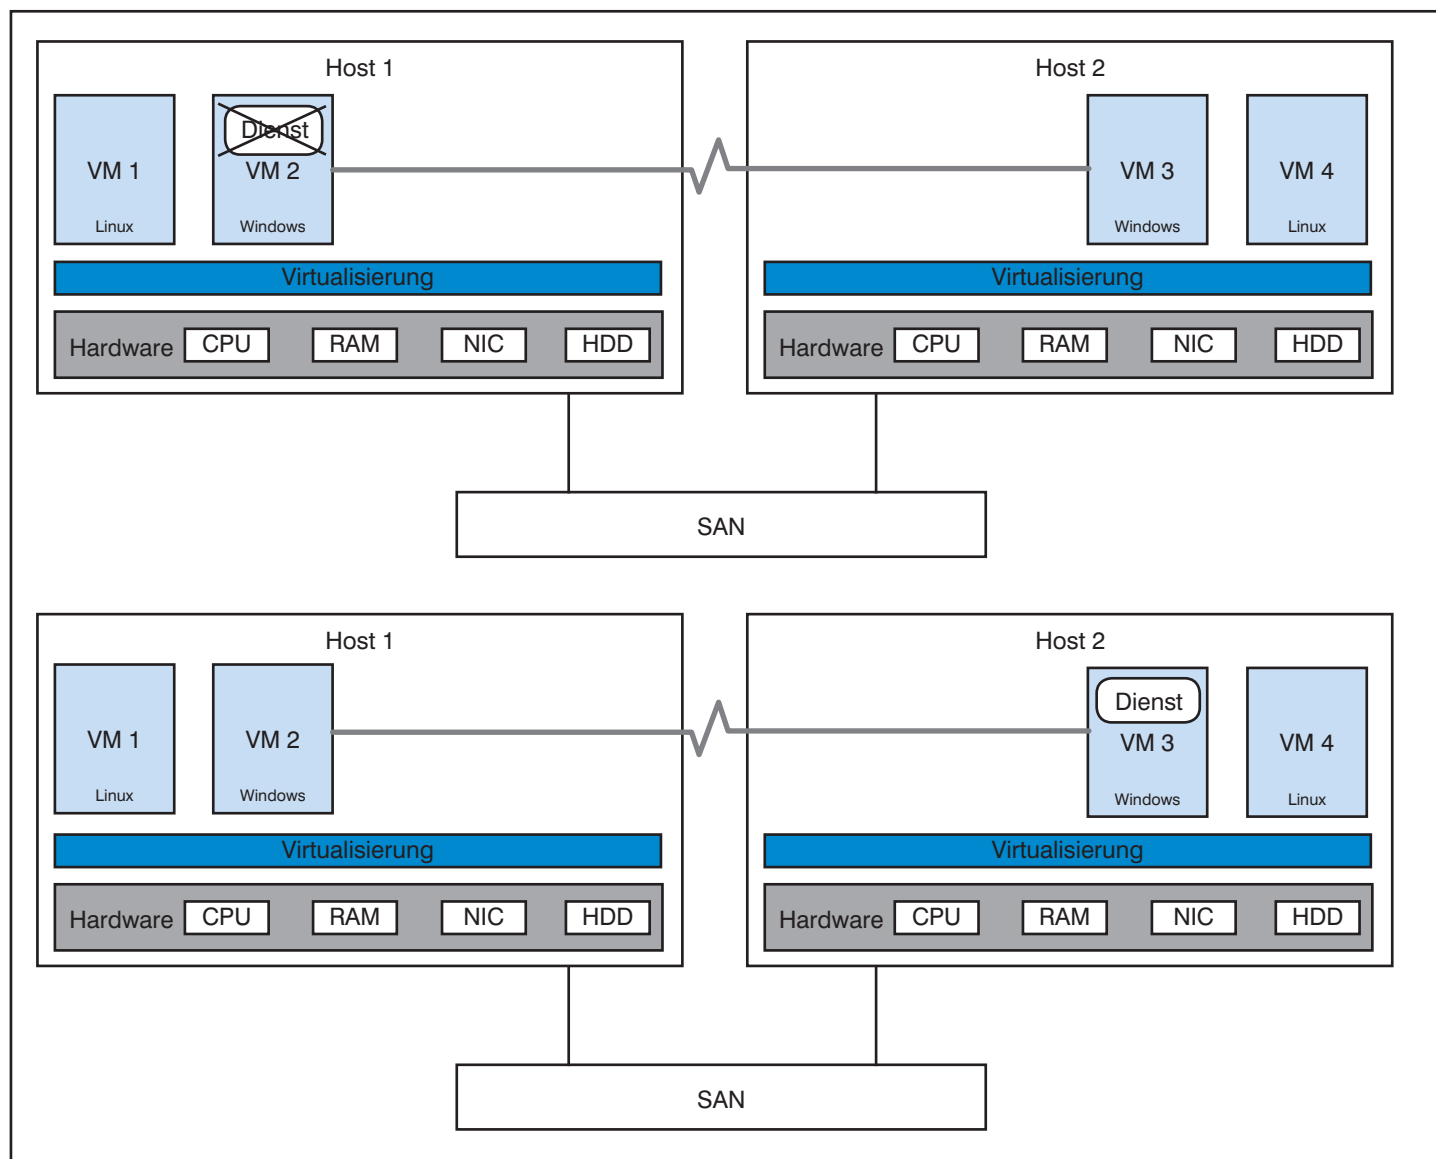 Host 1
Host 2
Dienst
VM 1
VM 2
VM 3
VM 4
Linux
Windows
Windows
Linux
Virtualisierung
Virtualisierung
Hardware CPU RAM NIC HDD
Hardware CPU RAM NIC HDD
SAN
Host 1
Host 2
Dienst
VM 1
VM 2
VM 3
VM 4
Linux
Windows
Windows
Linux
Virtualisierung
Virtualisierung
Hardware CPU RAM NIC HDD
Hardware CPU RAM NIC HDD
SAN